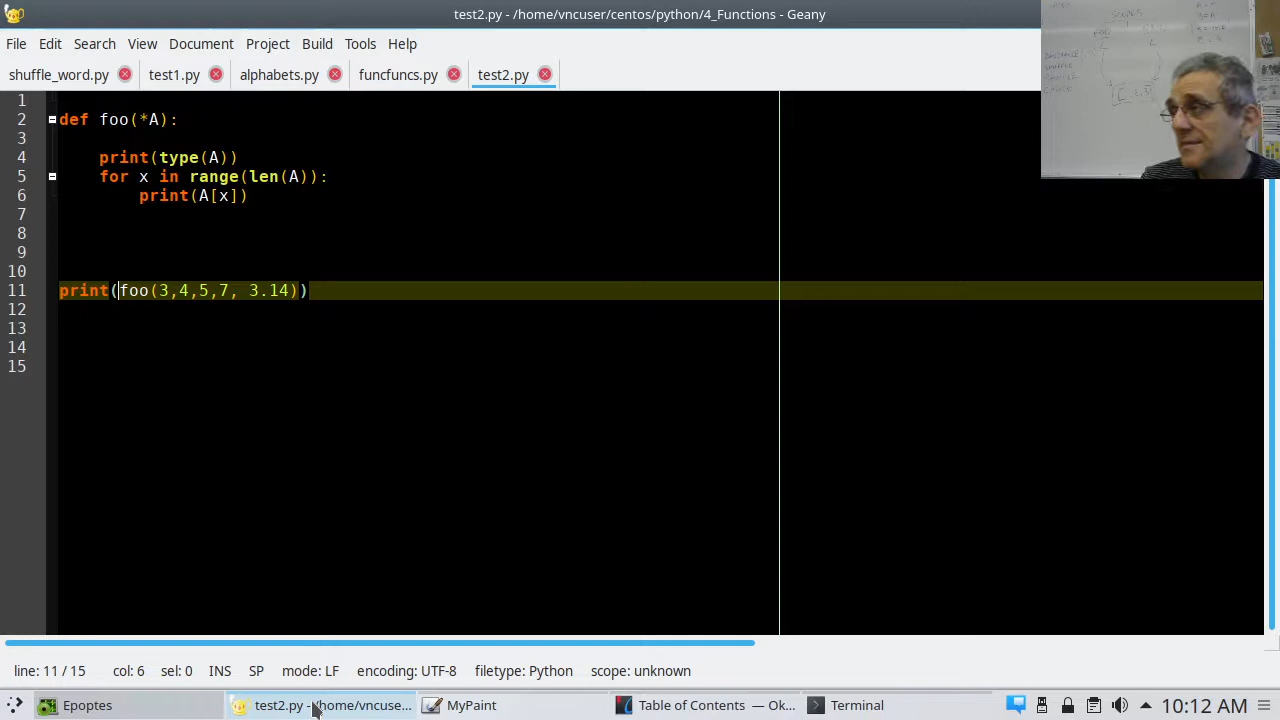 test2.py - /home/vncuser/centos/python/4_Functions - Geany
File Edit Search View Document Project Build Tools Help
shuffle_word.py test1.py alphabets.py funcfuncs.py test2.py
1
2 def foo(*A):
3
4 print(type(A))
5 for x in range(len(A)):
6 print(A[x])
7
8
9
10
11 print(foo(3,4,5,7, 3.14))
12
13
14
15
line: 11 / 15 col: 6 sel: 0 INS SP mode: LF encoding: UTF-8 filetype: Python scope: unknown
Epoptes test2.py - /home/vncuse... MyPaint Table of Contents — Ok... Terminal 10:12 AM